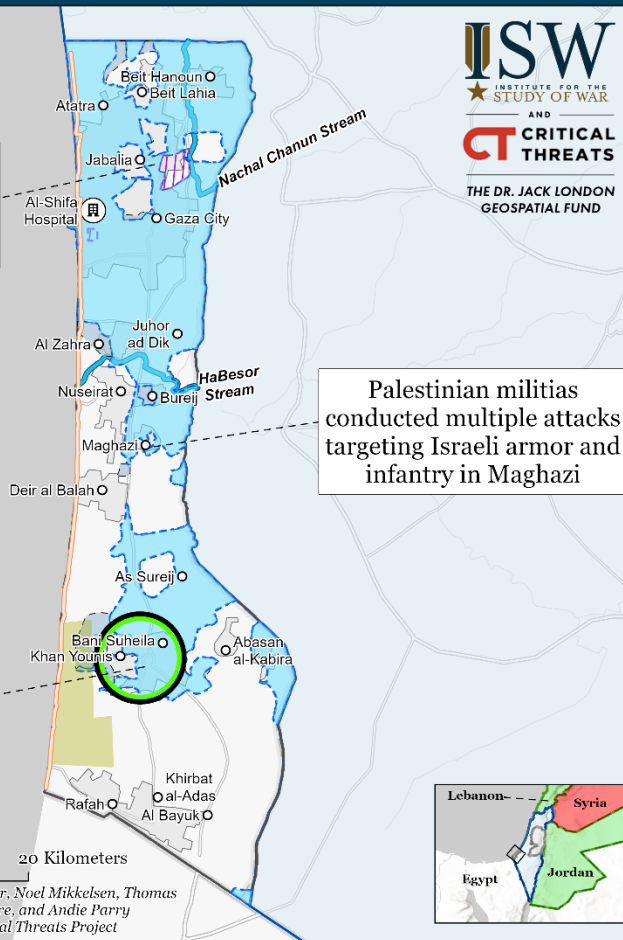 ISW
INSTITUTE FOR THE
STUDY OF WAR
AND
CT CRITICAL
THREATS
THE DR. JACK LONDON
GEOSPATIAL FUND
Beit Hanoun
Beit Lahia
Atatra
Nachal Chanun Stream
Jabalia
Al-Shifa
Hospital
Gaza City
Juhor
ad Dik
Al Zahra
HaBesor
Stream
Nuseirat
Bureij
Palestinian militias
conducted multiple attacks
targeting Israeli armor and
infantry in Maghazi
Maghazi
Deir al Balah
As Sureij
Bani Suheila
Khan Younis
Abasan
al-Kabira
Khirbat
al-Adas
Rafah
Al Bayuk
Lebanon
Syria
Egypt
Jordan
20 Kilometers
r, Noel Mikkelsen, Thomas
re, and Andie Parry
al Threats Project